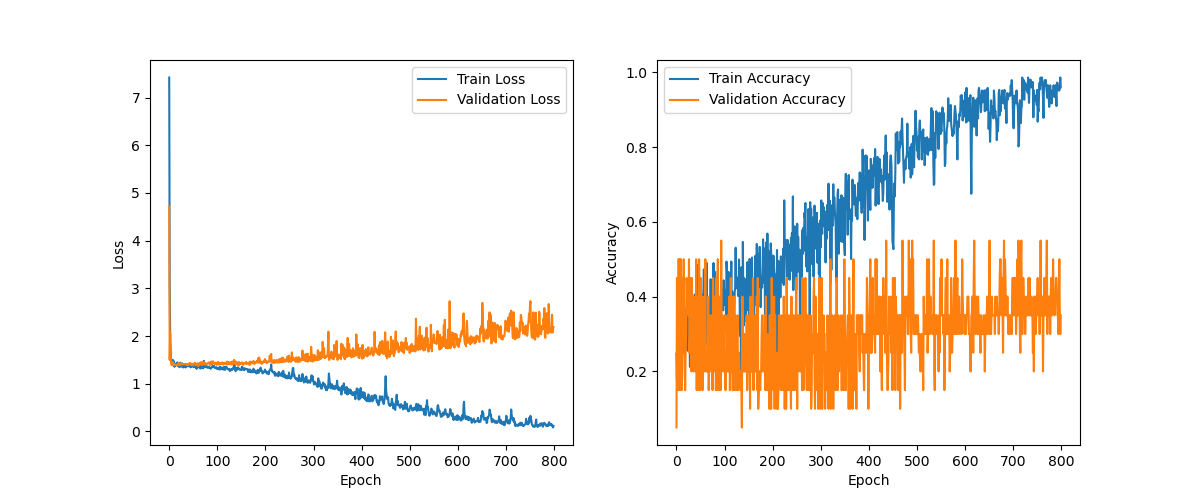 Train Loss
Validation Loss
7
6
5
4
3
2
1
0
0 100 200 300 400 500 600 700 800
Epoch
Loss
Train Accuracy
Validation Accuracy
1.0
0.8
0.6
0.4
0.2
0 100 200 300 400 500 600 700 800
Epoch
Accuracy